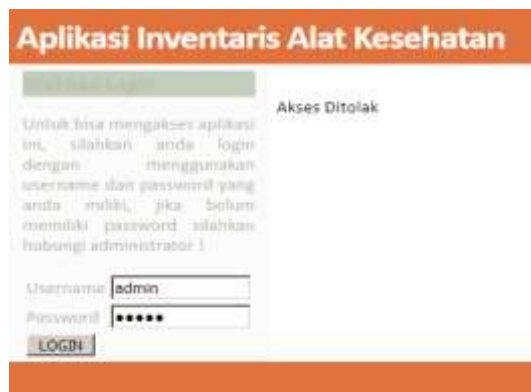 Aplikasi Inventaris Alat Kesehatan
Akses Ditolak
Untuk bisa mengakses aplikasi
ini, silahkan anda login
dengan menggunakan
username dan password yang
anda miliki, jika belum
memiliki password silahkan
hubungi administrator !
Username admin
Password •••••
LOGIN